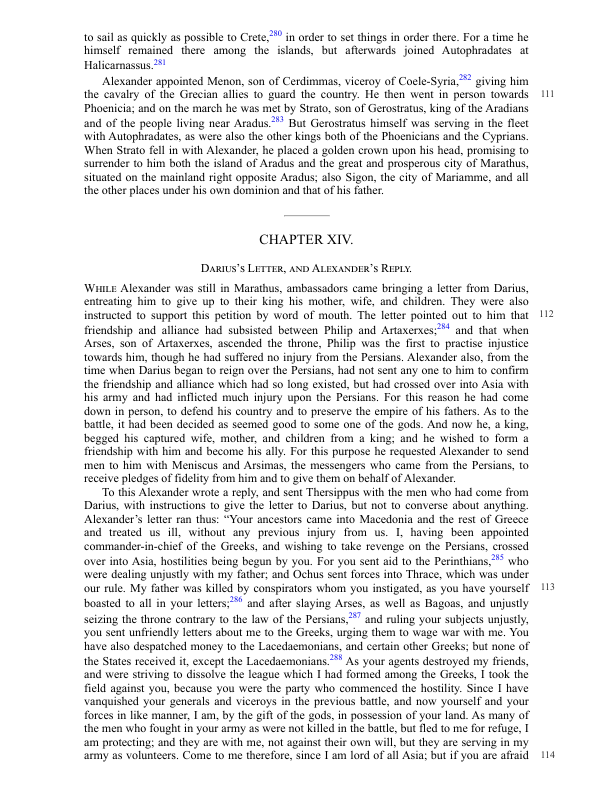 to sail as quickly as possible to Crete,280 in order to set things in order there. For a time he
himself remained there among the islands, but afterwards joined Autophradates at
Halicarnassus.281
Alexander appointed Menon, son of Cerdimmas, viceroy of Coele-Syria,282 giving him
the cavalry of the Grecian allies to guard the country. He then went in person towards 111
Phoenicia; and on the march he was met by Strato, son of Gerostratus, king of the Aradians
and of the people living near Aradus.283 But Gerostratus himself was serving in the fleet
with Autophradates, as were also the other kings both of the Phoenicians and the Cyprians.
When Strato fell in with Alexander, he placed a golden crown upon his head, promising to
surrender to him both the island of Aradus and the great and prosperous city of Marathus,
situated on the mainland right opposite Aradus; also Sigon, the city of Mariamme, and all
the other places under his own dominion and that of his father.
CHAPTER XIV.
Darius’s Letter, and Alexander’s Reply.
While Alexander was still in Marathus, ambassadors came bringing a letter from Darius,
entreating him to give up to their king his mother, wife, and children. They were also
instructed to support this petition by word of mouth. The letter pointed out to him that 112
friendship and alliance had subsisted between Philip and Artaxerxes;284 and that when
Arses, son of Artaxerxes, ascended the throne, Philip was the first to practise injustice
towards him, though he had suffered no injury from the Persians. Alexander also, from the
time when Darius began to reign over the Persians, had not sent any one to him to confirm
the friendship and alliance which had so long existed, but had crossed over into Asia with
his army and had inflicted much injury upon the Persians. For this reason he had come
down in person, to defend his country and to preserve the empire of his fathers. As to the
battle, it had been decided as seemed good to some one of the gods. And now he, a king,
begged his captured wife, mother, and children from a king; and he wished to form a
friendship with him and become his ally. For this purpose he requested Alexander to send
men to him with Meniscus and Arsimas, the messengers who came from the Persians, to
receive pledges of fidelity from him and to give them on behalf of Alexander.
To this Alexander wrote a reply, and sent Thersippus with the men who had come from
Darius, with instructions to give the letter to Darius, but not to converse about anything.
Alexander’s letter ran thus: “Your ancestors came into Macedonia and the rest of Greece
and treated us ill, without any previous injury from us. I, having been appointed
commander-in-chief of the Greeks, and wishing to take revenge on the Persians, crossed
over into Asia, hostilities being begun by you. For you sent aid to the Perinthians,285 who
were dealing unjustly with my father; and Ochus sent forces into Thrace, which was under
our rule. My father was killed by conspirators whom you instigated, as you have yourself 113
boasted to all in your letters;286 and after slaying Arses, as well as Bagoas, and unjustly
seizing the throne contrary to the law of the Persians,287 and ruling your subjects unjustly,
you sent unfriendly letters about me to the Greeks, urging them to wage war with me. You
have also despatched money to the Lacedaemonians, and certain other Greeks; but none of
the States received it, except the Lacedaemonians.288 As your agents destroyed my friends,
and were striving to dissolve the league which I had formed among the Greeks, I took the
field against you, because you were the party who commenced the hostility. Since I have
vanquished your generals and viceroys in the previous battle, and now yourself and your
forces in like manner, I am, by the gift of the gods, in possession of your land. As many of
the men who fought in your army as were not killed in the battle, but fled to me for refuge, I
am protecting; and they are with me, not against their own will, but they are serving in my
army as volunteers. Come to me therefore, since I am lord of all Asia; but if you are afraid 114